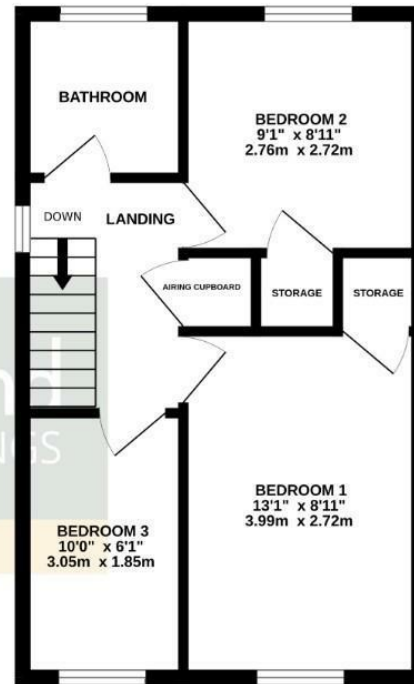 BATHROOM
BEDROOM 2
9'1" x 8'11"
2.76m x 2.72m
DOWN
LANDING
AIRING CUPBOARD
STORAGE
STORAGE
BEDROOM 1
13'1" x 8'11"
3.99m x 2.72m
BEDROOM 3
10'0" x 6'1"
3.05m x 1.85m